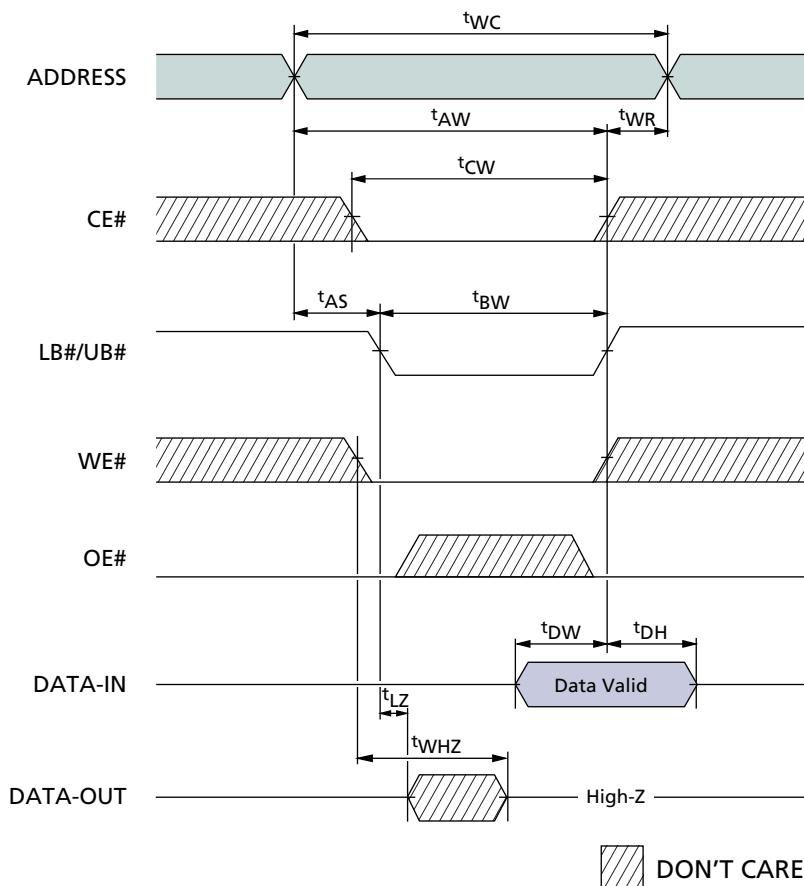 tWC
ADDRESS
tAW
tWR
tCW
CE#
tAS
tBW
LB#/UB#
WE#
OE#
tDW
tDH
DATA-IN
Data Valid
tLZ
tWHZ
DATA-OUT
High-Z
DON'T CARE